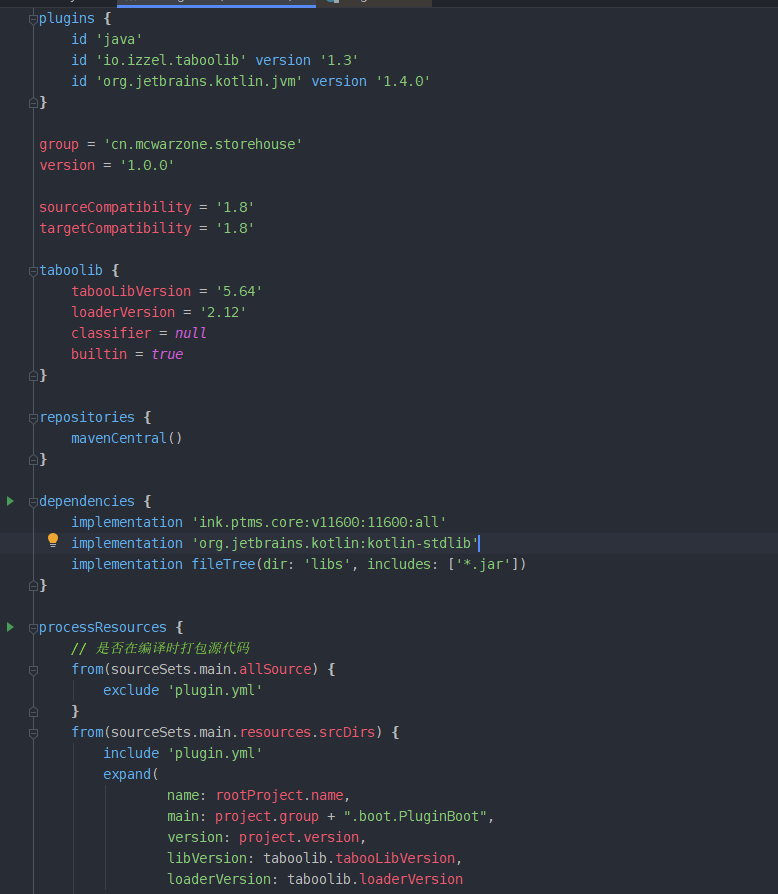 plugins {
    id 'java'
    id 'io.izzel.taboolib' version '1.3'
    id 'org.jetbrains.kotlin.jvm' version '1.4.0'
}
group = 'cn.mcwarzone.storehouse'
version = '1.0.0'
sourceCompatibility = '1.8'
targetCompatibility = '1.8'
taboolib {
    tabooLibVersion = '5.64'
    loaderVersion = '2.12'
    classifier = null
    builtin = true
}
repositories {
    mavenCentral()
}
dependencies {
    implementation 'ink.ptms.core:v11600:11600:all'
    implementation 'org.jetbrains.kotlin:kotlin-stdlib'
    implementation fileTree(dir: 'libs', includes: ['*.jar'])
}
processResources {
    // 是否在编译时打包源代码
    from(sourceSets.main.allSource) {
        exclude 'plugin.yml'
    }
    from(sourceSets.main.resources.srcDirs) {
        include 'plugin.yml'
        expand(
                name: rootProject.name,
                main: project.group + ".boot.PluginBoot",
                version: project.version,
                libVersion: taboolib.tabooLibVersion,
                loaderVersion: taboolib.loaderVersion